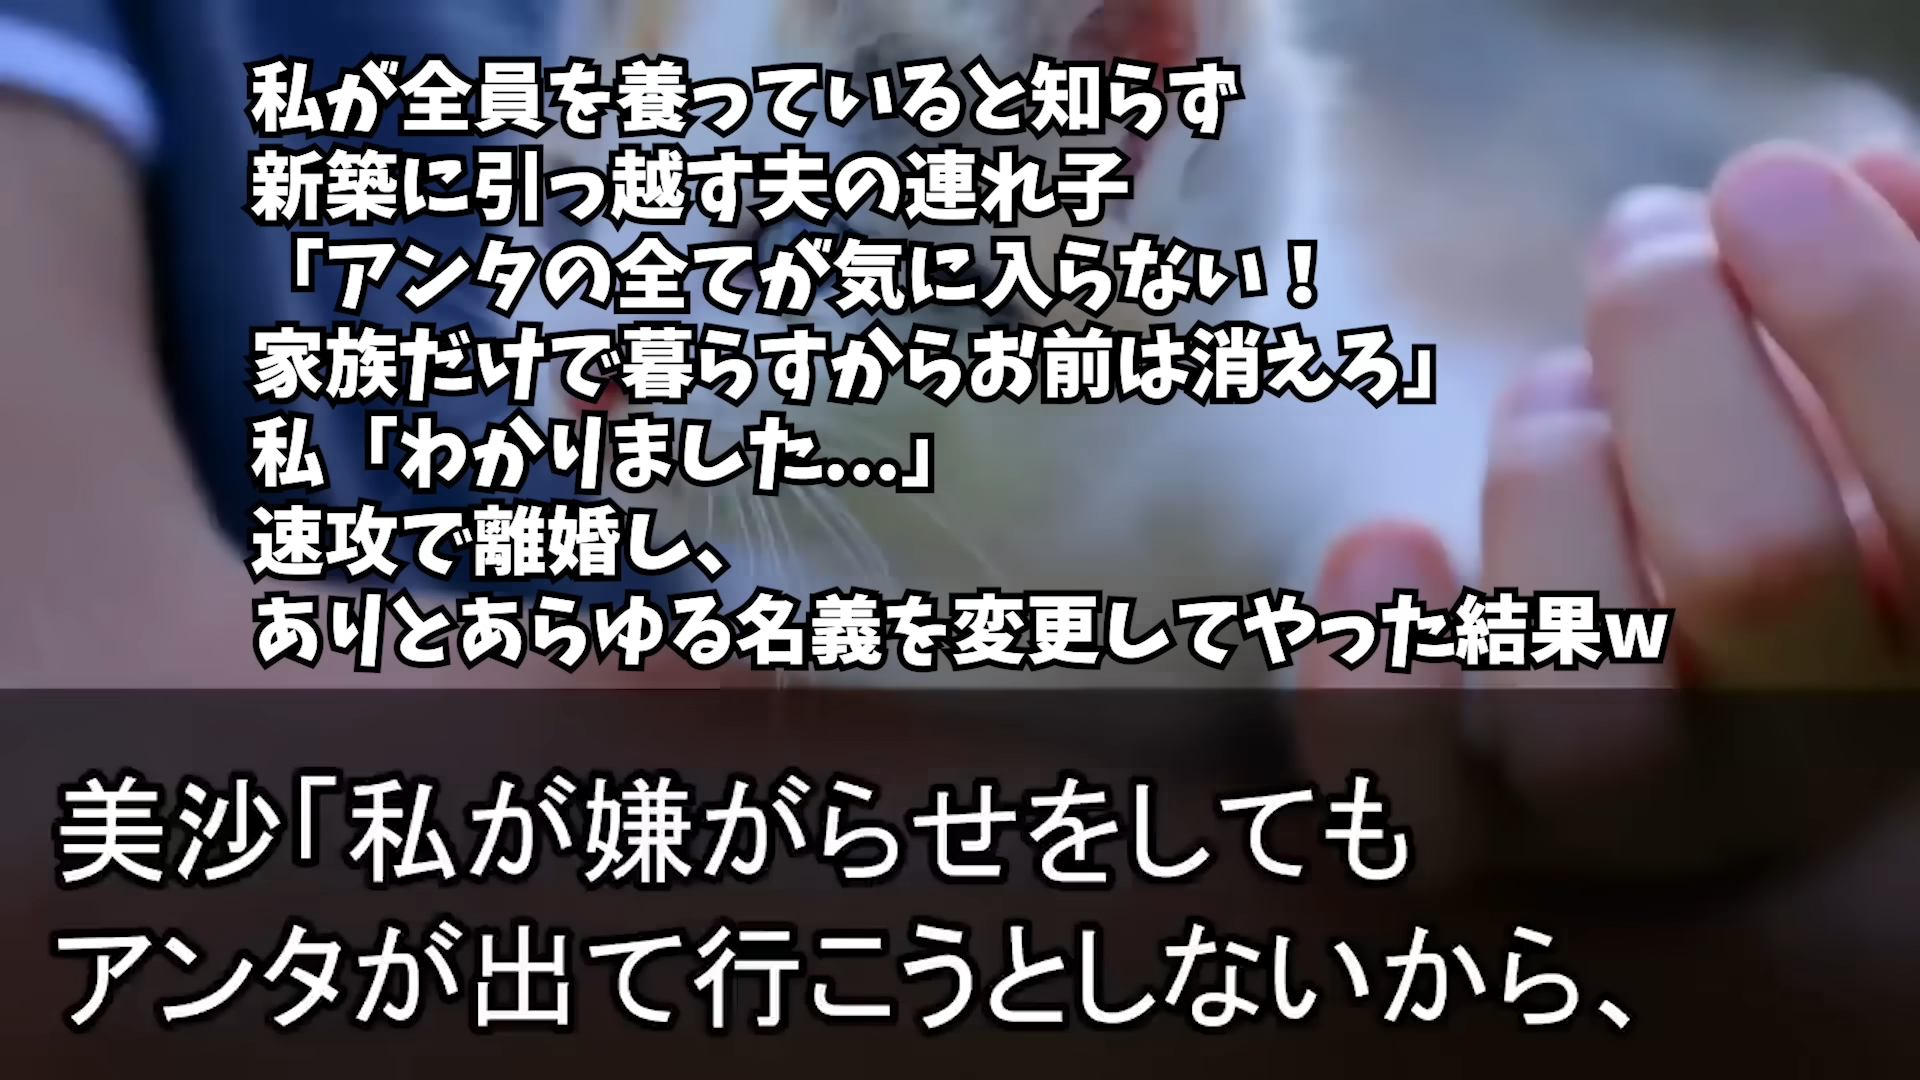 私が全員を養っていると知らず
新築に引っ越す夫の連れ子
「アンタの全てが気に入らない！
家族だけで暮らすからお前は消えろ」
私「わかりました…」
速攻で離婚し、
ありとあらゆる名義を変更してやった結果w
美沙「私が嫌がらせをしても
アンタが出て行こうとしないから、